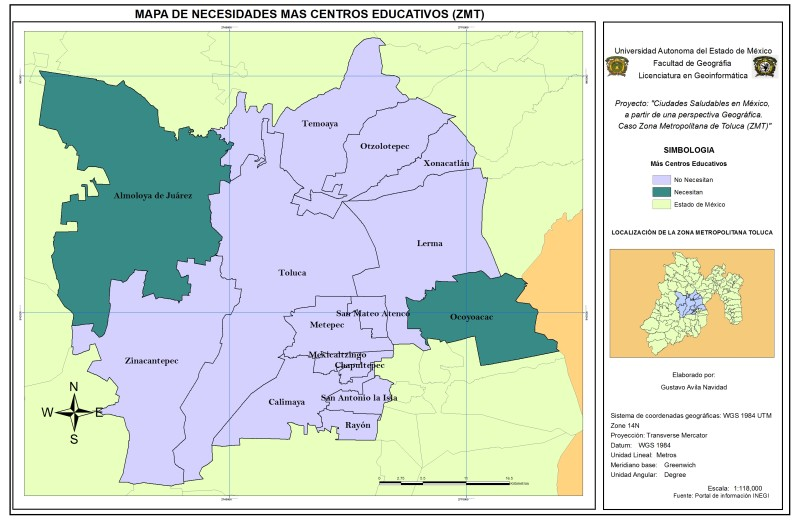 MAPA DE NECESIDADES MAS CENTROS EDUCATIVOS (ZMT)
Temoaya
Otzolotepec
Xonacatlán
Almoloya de Juárez
Lerma
Toluca
San Mateo Atenco
Ocoyoacac
Metepec
Mexicaltzingo
Chapultepec
Zinacantepec
San Antonio la Isla
Calimaya
Rayón
N
W E
S
Universidad Autonoma del Estado de México
Facultad de Geográfia
Licenciatura en Geoinformática
Proyecto: "Ciudades Saludables en México,
a partir de una perspectiva Geográfica.
Caso Zona Metropolitana de Toluca (ZMT)"
SIMBOLOGIA
Más Centros Educativos
No Necesitan
Necesitan
Estado de México
LOCALIZACIÓN DE LA ZONA METROPOLITANA TOLUCA
Elaborado por:
Gustavo Avila Navidad
Sistema de coordenadas geográficas: WGS 1984 UTM
Zone 14N
Proyección: Transverse Mercator
Datum: WGS 1984
Unidad Lineal: Metros
Meridiano base: Greenwich
Unidad Angular: Degree
Escala: 1:118,000
Fuente: Portal de información INEGI